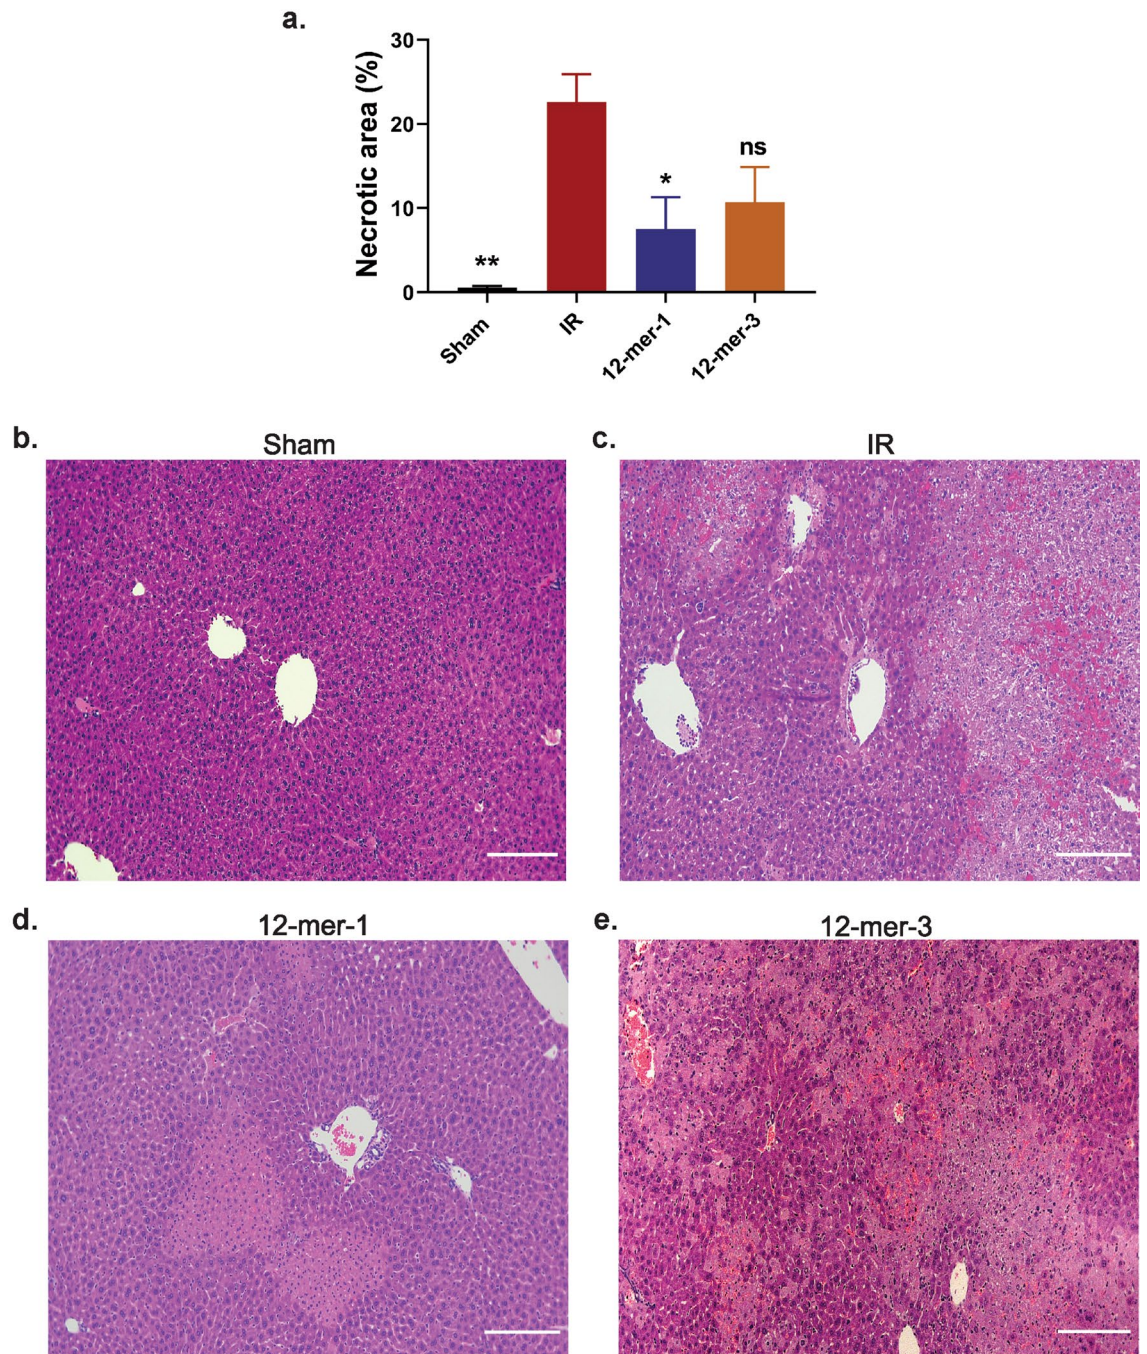 a.
Necrotic area (%)
30
20
10
0
**
*
ns
Sham
IR
12-mer-1
12-mer-3
b.
Sham
c.
IR
d.
12-mer-1
e.
12-mer-3